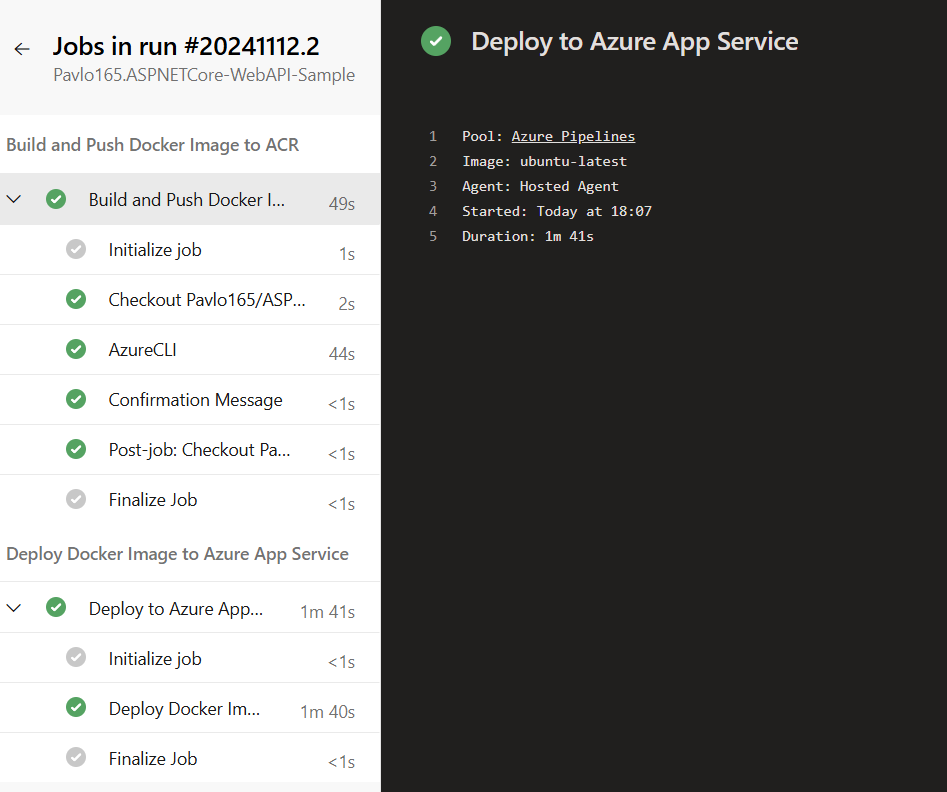 Jobs in run #20241112.2
Pavlo165.ASPNETCore-WebAPI-Sample
Build and Push Docker Image to ACR
Build and Push Docker I... 49s
Initialize job 1s
Checkout Pavlo165/ASP... 2s
AzureCLI 44s
Confirmation Message <1s
Post-job: Checkout Pa... <1s
Finalize Job <1s
Deploy Docker Image to Azure App Service
Deploy to Azure App... 1m 41s
Initialize job <1s
Deploy Docker Im... 1m 40s
Finalize Job <1s
Deploy to Azure App Service
1 Pool: Azure Pipelines
2 Image: ubuntu-latest
3 Agent: Hosted Agent
4 Started: Today at 18:07
5 Duration: 1m 41s